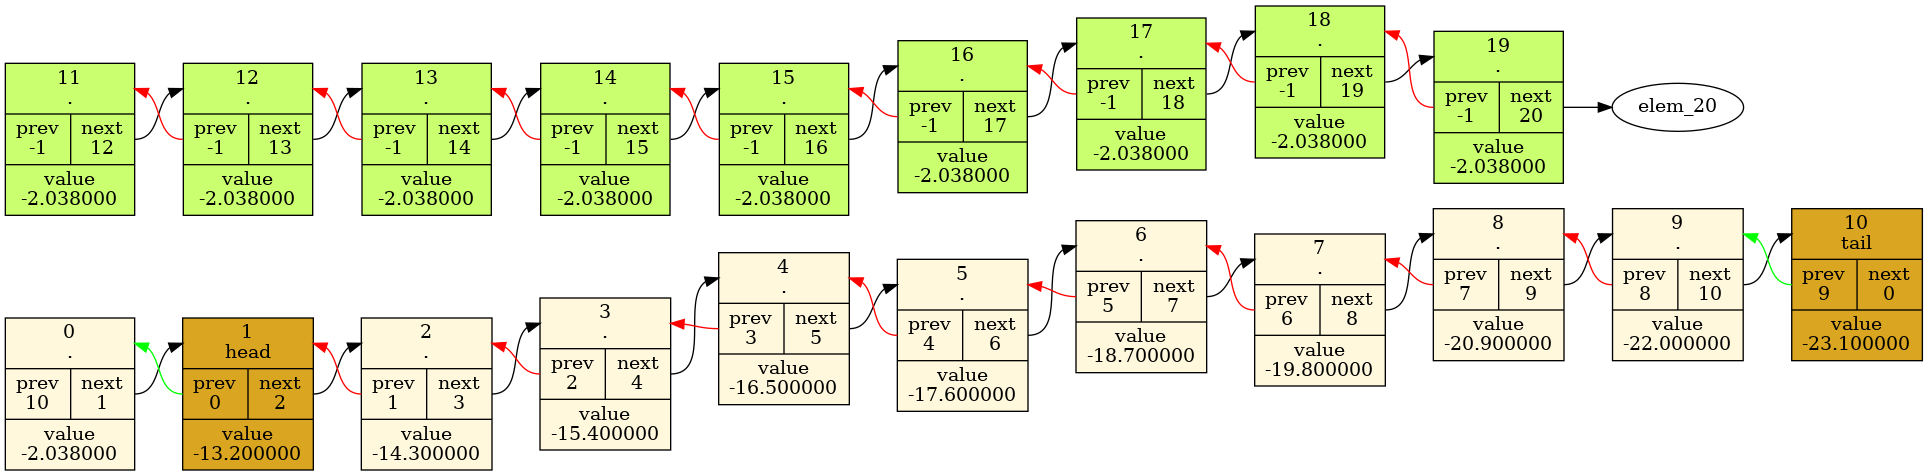 11
.
prev next
-1 12
value
-2.038000
12
.
prev next
-1 13
value
-2.038000
13
.
prev next
-1 14
value
-2.038000
14
.
prev next
-1 15
value
-2.038000
15
.
prev next
-1 16
value
-2.038000
16
.
prev next
-1 17
value
-2.038000
17
.
prev next
-1 18
value
-2.038000
18
.
prev next
-1 19
value
-2.038000
19
.
prev next
-1 20
value
-2.038000
elem_20
0
.
prev next
10 1
value
-2.038000
1
head
prev next
0 2
value
-13.200000
2
.
prev next
1 3
value
-14.300000
3
.
prev next
2 4
value
-15.400000
4
.
prev next
3 5
value
-16.500000
5
.
prev next
4 6
value
-17.600000
6
.
prev next
5 7
value
-18.700000
7
.
prev next
6 8
value
-19.800000
8
.
prev next
7 9
value
-20.900000
9
.
prev next
8 10
value
-22.000000
10
tail
prev next
9 0
value
-23.100000